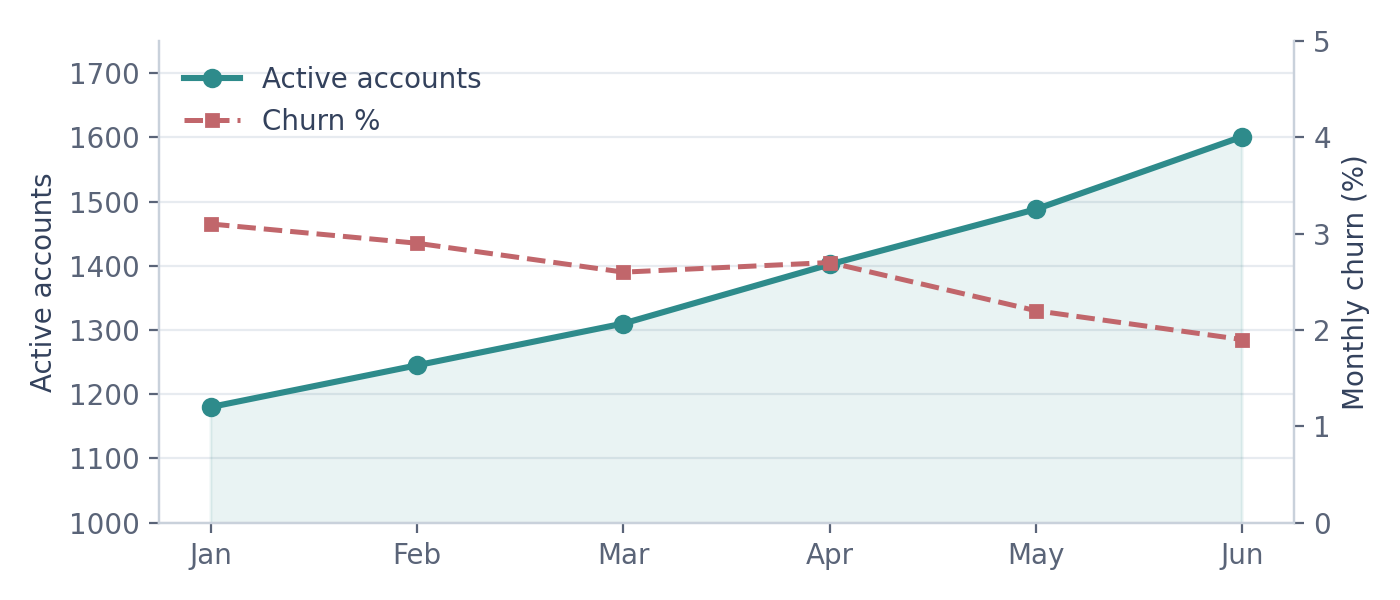 Active accounts
Churn %
Active accounts
1700
1600
1500
1400
1300
1200
1100
1000
5
4
3
2
1
0
Monthly churn (%)
Jan Feb Mar Apr May Jun